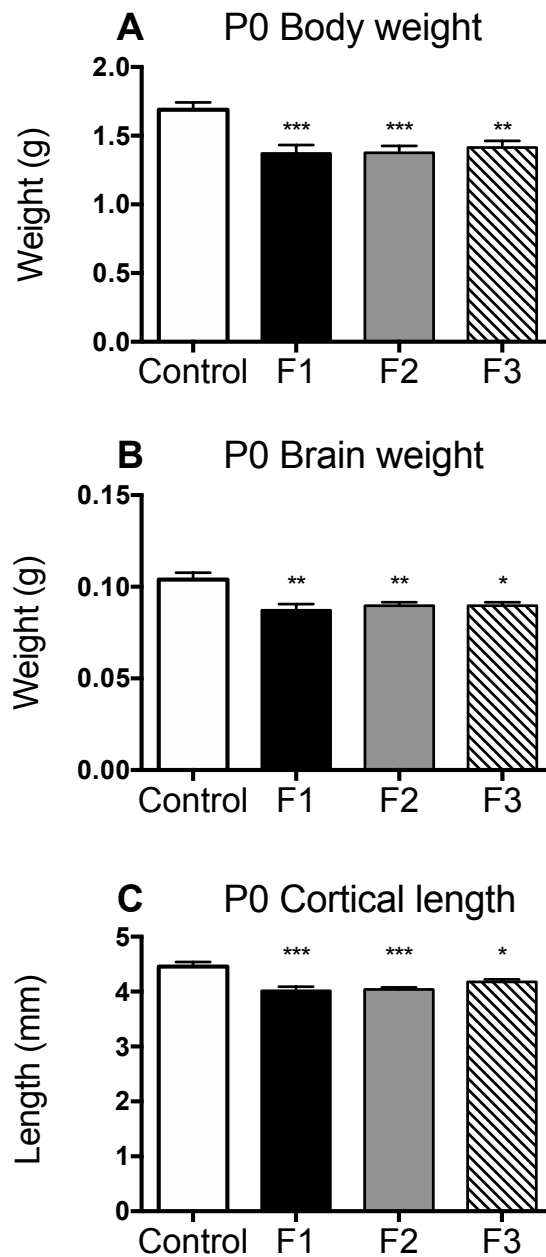 A P0 Body weight
Weight (g)
2.0
1.5
1.0
0.5
0.0
*** *** **
Control F1 F2 F3
B P0 Brain weight
Weight (g)
0.15
0.10
0.05
0.00
** ** *
Control F1 F2 F3
C P0 Cortical length
Length (mm)
5
4
3
2
1
0
*** *** *
Control F1 F2 F3